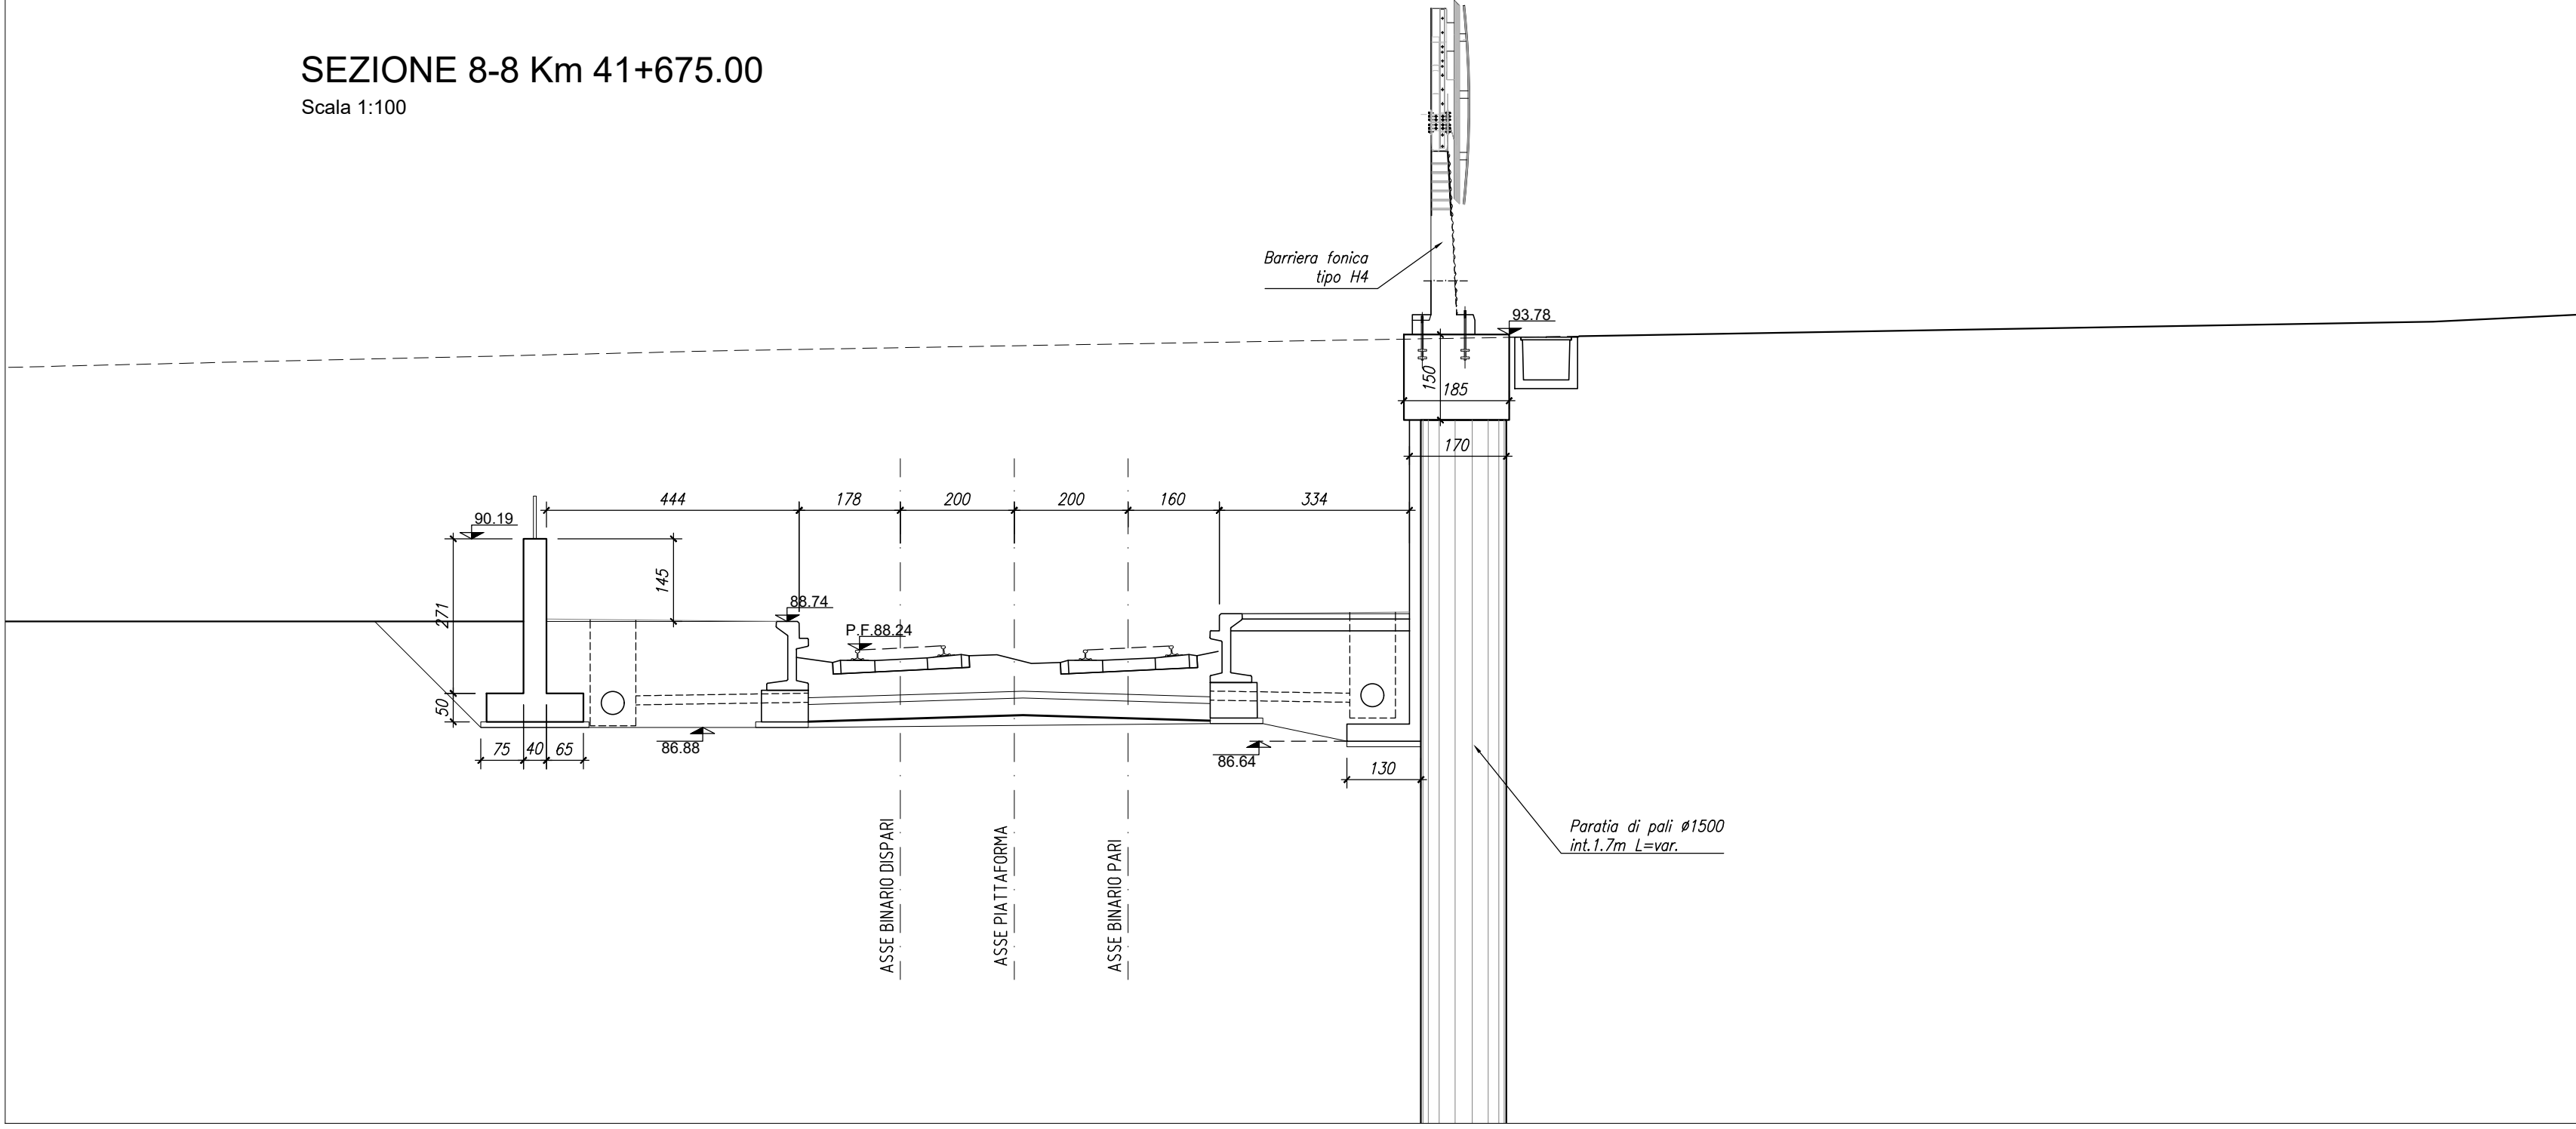 SEZIONE 8-8 Km 41+675.00
Scala 1:100
Barriera fonica
tipo H4
93.78
150
185
170
444
178
200
200
160
334
90.19
145
271
88.74
P.F.88.24
50
75
40
65
86.88
86.64
130
ASSE BINARIO DISPARI
ASSE PIATTAFORMA
ASSE BINARIO PARI
Paratia di pali ø1500
int.1.7m L=var.